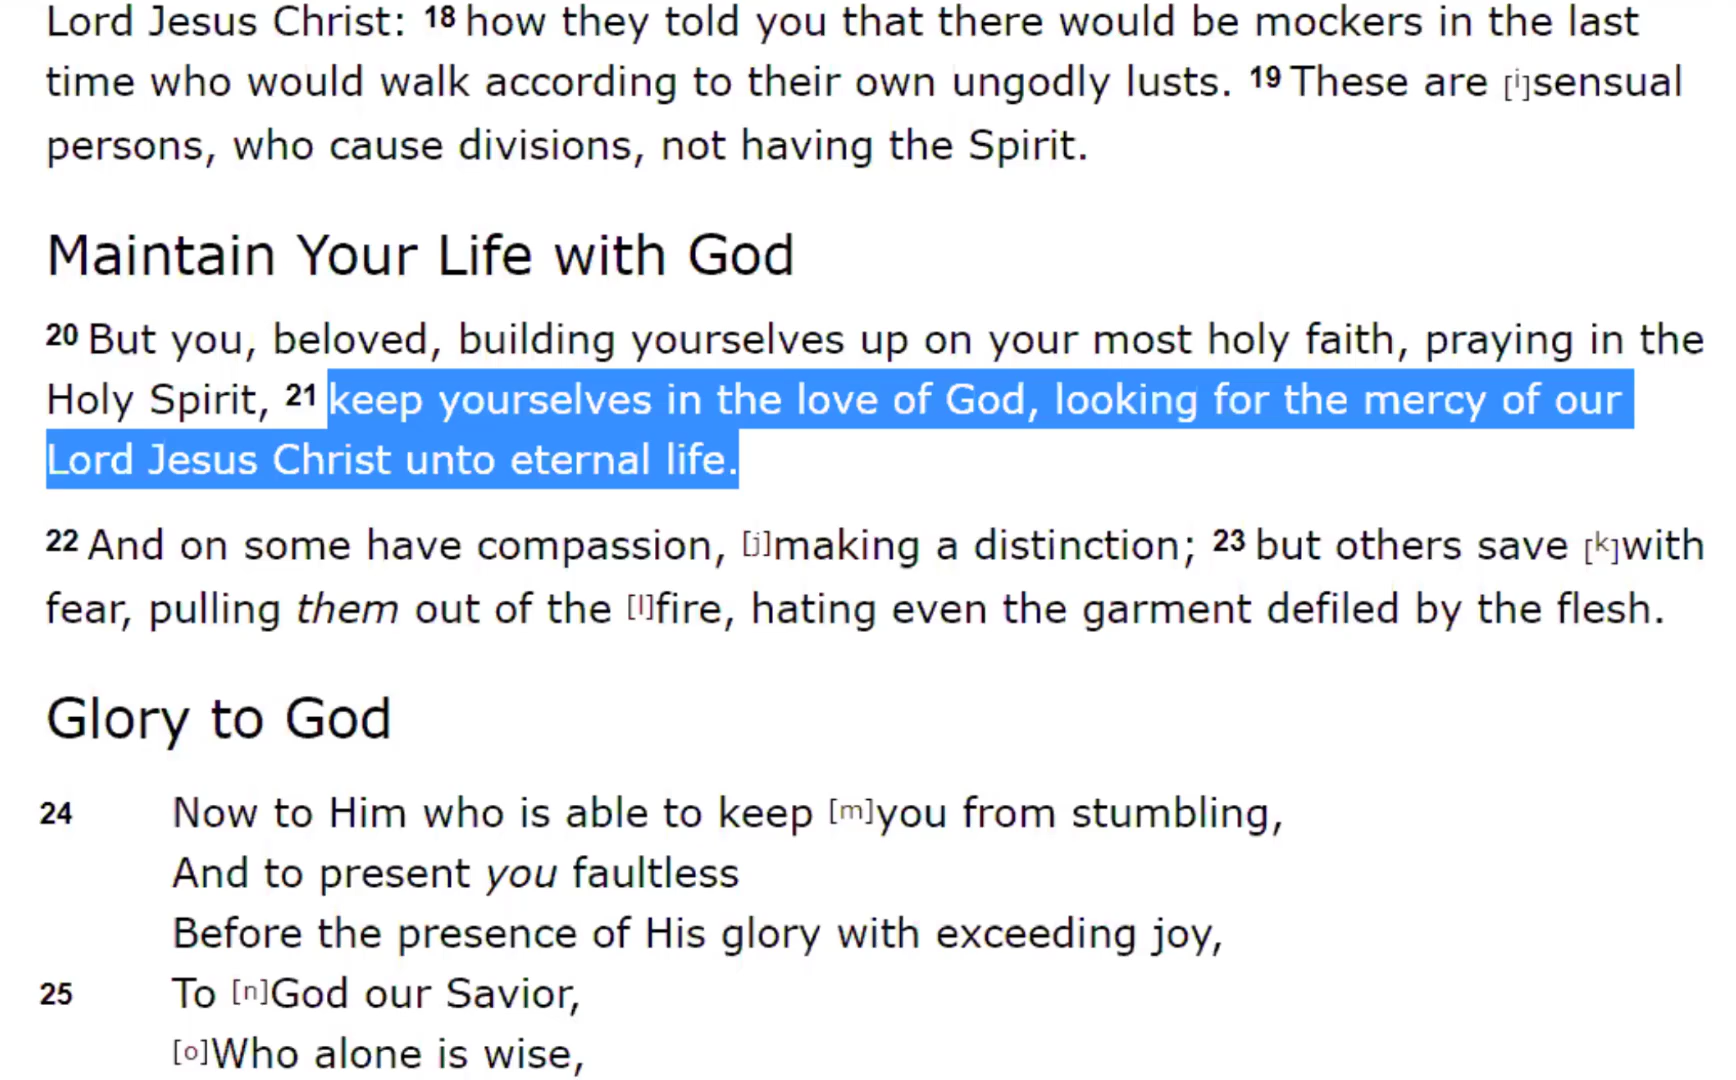 Lord Jesus Christ: 18 how they told you that there would be mockers in the last
time who would walk according to their own ungodly lusts. 19 These are [i]sensual
persons, who cause divisions, not having the Spirit.
Maintain Your Life with God
20 But you, beloved, building yourselves up on your most holy faith, praying in the
Holy Spirit, 21 keep yourselves in the love of God, looking for the mercy of our
Lord Jesus Christ unto eternal life.
22 And on some have compassion, [j]making a distinction; 23 but others save [k]with
fear, pulling them out of the [l]fire, hating even the garment defiled by the flesh.
Glory to God
24 Now to Him who is able to keep [m]you from stumbling,
And to present you faultless
Before the presence of His glory with exceeding joy,
25 To [n]God our Savior,
[o]Who alone is wise,